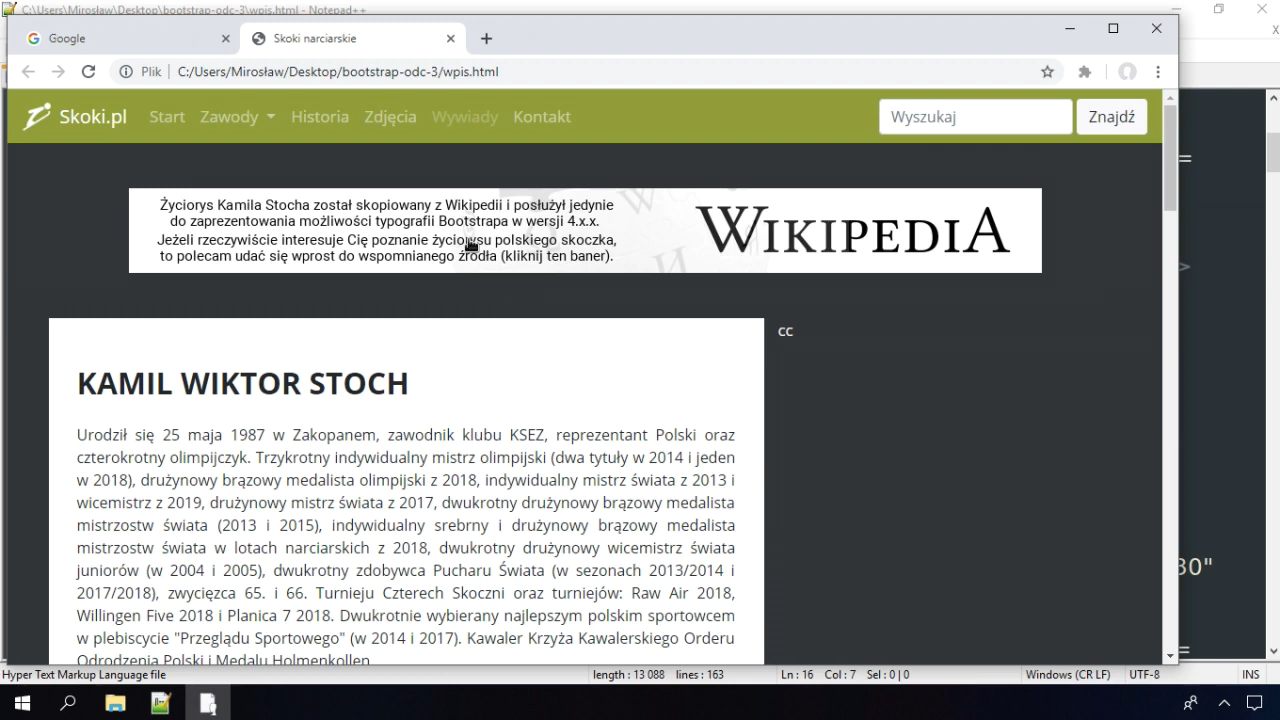 C:\Users\Mirosław\Desktop\bootstrap-odc-3\wpis.html - Notepad++
Google
Skoki narciarskie
Plik
C:/Users/Mirosław/Desktop/bootstrap-odc-3/wpis.html
Skoki.pl Start Zawody Historia Zdjęcia Wywiady Kontakt Wyszukaj Znajdź
Życiorys Kamila Stocha został skopiowany z Wikipedii i posłużył jedynie
do zaprezentowania możliwości typografii Bootstrapa w wersji 4.x.x.
Jeżeli rzeczywiście interesuje Cię poznanie życiorysu polskiego skoczka,
to polecam udać się wprost do wspomnianego źródła (kliknij ten baner).
WIKIPEDIA
cc
KAMIL WIKTOR STOCH
Urodził się 25 maja 1987 w Zakopanem, zawodnik klubu KSEZ, reprezentant Polski oraz
czterokrotny olimpijczyk. Trzykrotny indywidualny mistrz olimpijski (dwa tytuły w 2014 i jeden
w 2018), drużynowy brązowy medalista olimpijski z 2018, indywidualny mistrz świata z 2013 i
wicemistrz z 2019, drużynowy mistrz świata z 2017, dwukrotny drużynowy brązowy medalista
mistrzostw świata (2013 i 2015), indywidualny srebrny i drużynowy brązowy medalista
mistrzostw świata w lotach narciarskich z 2018, dwukrotny drużynowy wicemistrz świata
juniorów (w 2004 i 2005), dwukrotny zdobywca Pucharu Świata (w sezonach 2013/2014 i
2017/2018), zwycięzca 65. i 66. Turnieju Czterech Skoczni oraz turniejów: Raw Air 2018,
Willingen Five 2018 i Planica 7 2018. Dwukrotnie wybierany najlepszym polskim sportowcem
w plebiscycie "Przeglądu Sportowego" (w 2014 i 2017). Kawaler Krzyża Kawalerskiego Orderu
Odrodzenia Polski i Medalu Holmenkollen
=
>
30"
=
Hyper Text Markup Language file length : 13 088 lines : 163 Ln : 16 Col : 7 Sel : 0 | 0 Windows (CR LF) UTF-8 INS